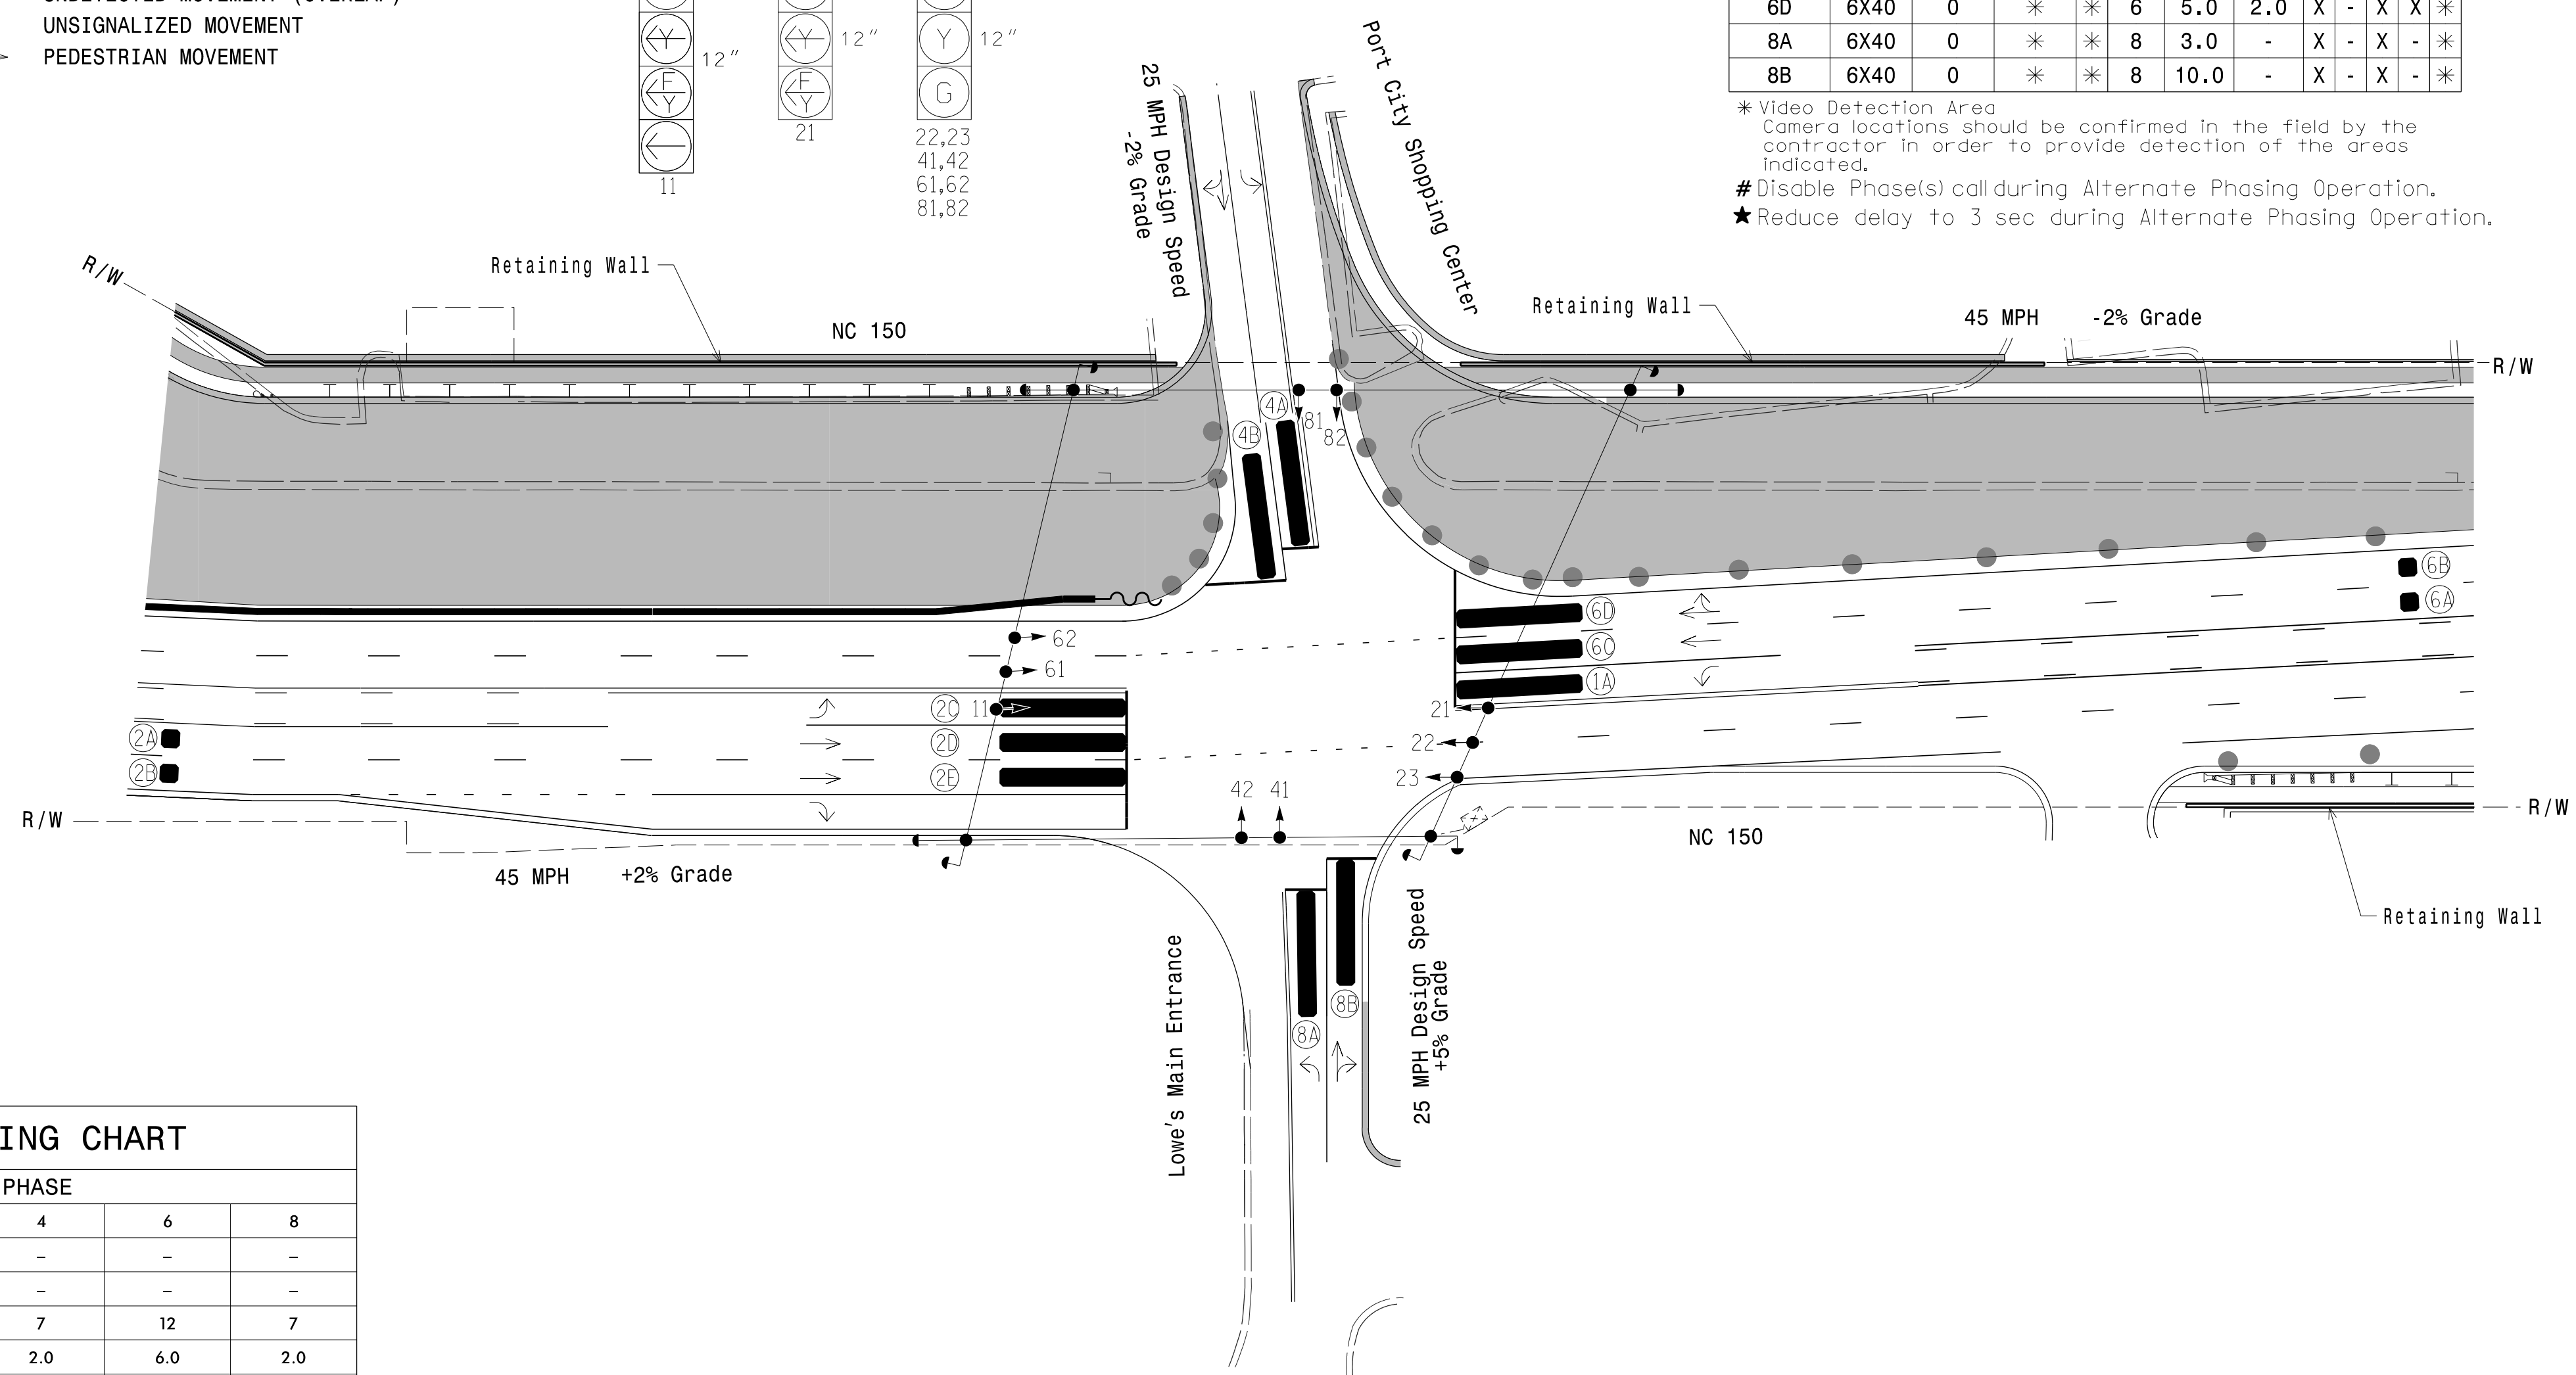 UNSIGNALIZED MOVEMENT
PEDESTRIAN MOVEMENT
Y
F
Y
12"
11
Y
F
Y
12"
21
Y
G
12"
22,23
41,42
61,62
81,82
6D 6X40 0 * * 6 5.0 2.0 X - X X *
8A 6X40 0 * * 8 3.0 - X - X - *
8B 6X40 0 * * 8 10.0 - X - X - *
* Video Detection Area
Camera locations should be confirmed in the field by the
contractor in order to provide detection of the areas
indicated.
# Disable Phase(s) call during Alternate Phasing Operation.
★ Reduce delay to 3 sec during Alternate Phasing Operation.
25 MPH Design Speed
-2% Grade
Port City Shopping Center
R/W
Retaining Wall
NC 150
Retaining Wall
45 MPH -2% Grade
R/W
4A
4B
81
82
62
61
2C 11
2D
2E
2A
2B
6D
6C
1A
6B
6A
21
22
23
42 41
R/W
45 MPH +2% Grade
NC 150
R/W
Retaining Wall
Lowe's Main Entrance
8A
8B
25 MPH Design Speed
+5% Grade
ING CHART
PHASE
4 6 8
– – –
– – –
7 12 7
2.0 6.0 2.0